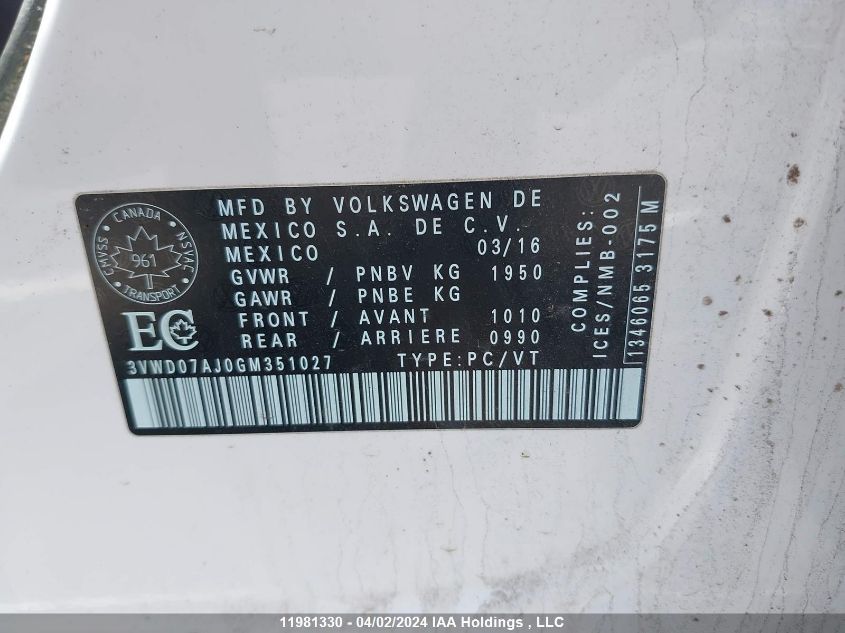 MFD BY VOLKSWAGEN DE
MEXICO S.A. DE C.V.
MEXICO 03/16
GVWR / PNBV KG 1950
GAWR / PNBE KG
FRONT / AVANT 1010
REAR / ARRIERE 0990
3VWD07AJ0GM351027 TYPE:PC/VT
CANADA
CMVSS
NSVAC
961
TRANSPORT
EC
COMPLIES:
ICES/NMB-002
1346065 3175 M
11981330 - 04/02/2024 IAA Holdings , LLC